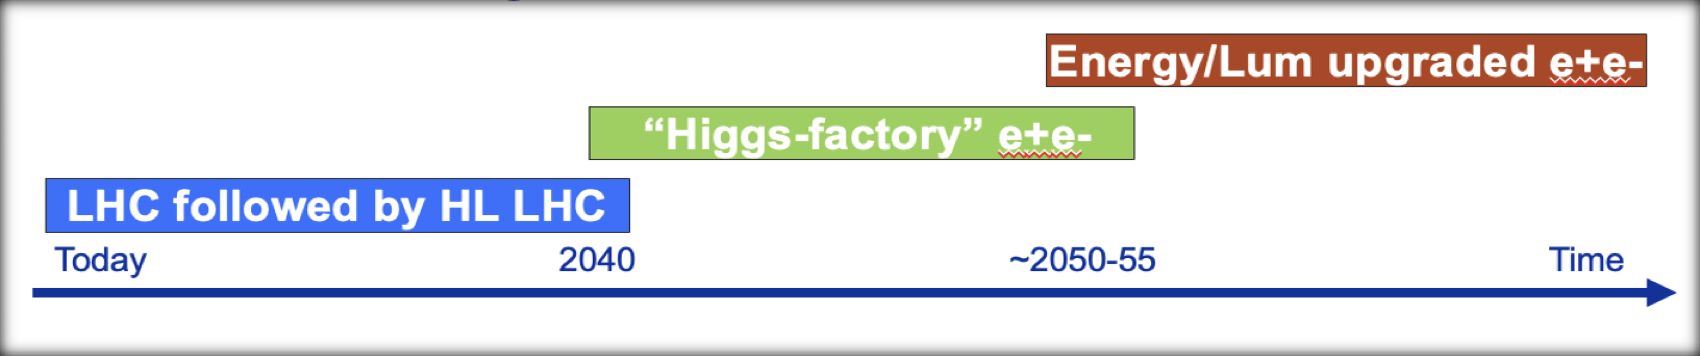 Energy/Lum upgraded e+e-
“Higgs-factory” e+e-
LHC followed by HL LHC
Today 2040 ~2050-55 Time